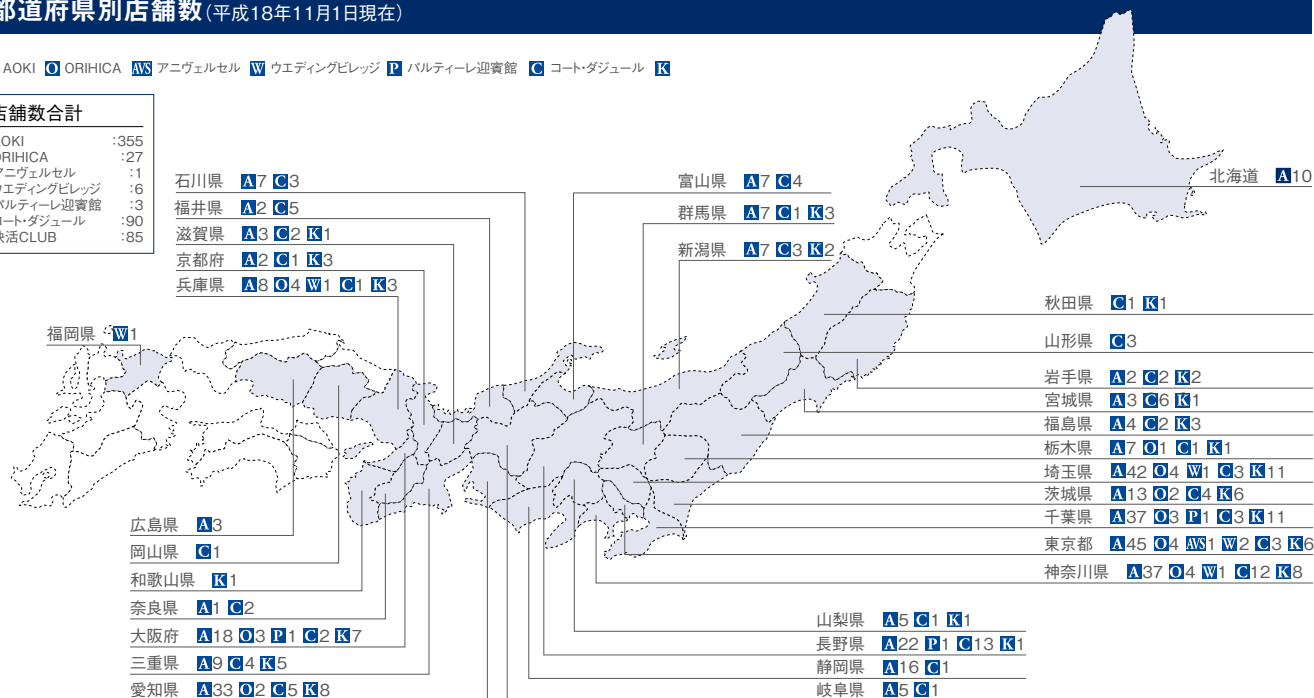 都道府県別店舗数(平成18年11月1日現在)
AOKI O ORIHICA AVS アニヴェルセル W ウエディングビレッジ P パルティーレ迎賓館 C コート・ダジュール K
店舗数合計
AOKI :355
ORIHICA :27
アニヴェルセル :1
ウエディングビレッジ :6
パルティーレ迎賓館 :3
コート・ダジュール :90
快活CLUB :85
石川県 A7 C3
福井県 A2 C5
滋賀県 A3 C2 K1
京都府 A2 C1 K3
兵庫県 A8 O4 W1 C1 K3
福岡県 W1
富山県 A7 C4
群馬県 A7 C1 K3
新潟県 A7 C3 K2
北海道 A10
秋田県 C1 K1
山形県 C3
岩手県 A2 C2 K2
宮城県 A3 C6 K1
福島県 A4 C2 K3
栃木県 A7 O1 C1 K1
埼玉県 A42 O4 W1 C3 K11
茨城県 A13 O2 C4 K6
千葉県 A37 O3 P1 C3 K11
東京都 A45 O4 AVS1 W2 C3 K6
神奈川県 A37 O4 W1 C12 K8
広島県 A3
岡山県 C1
和歌山県 K1
奈良県 A1 C2
大阪府 A18 O3 P1 C2 K7
三重県 A9 C4 K5
愛知県 A33 O2 C5 K8
山梨県 A5 C1 K1
長野県 A22 P1 C13 K1
静岡県 A16 C1
岐阜県 A5 C1